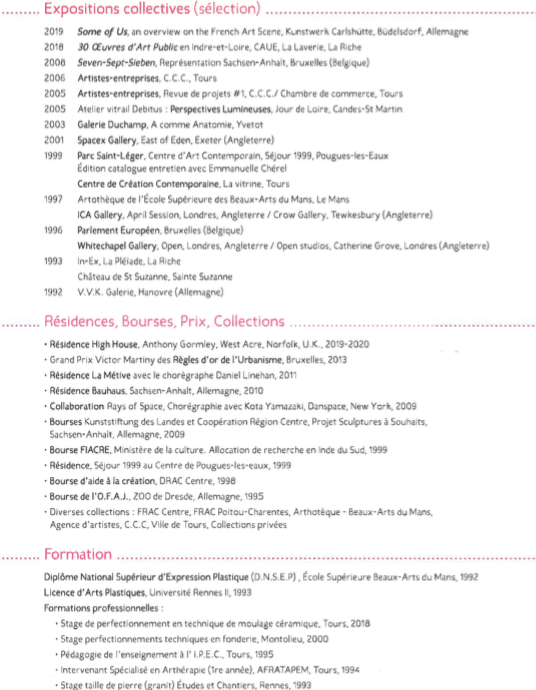 Expositions collectives (sélection)
2019 Some of Us, an overview on the French Art Scene, Kunstwerk Carlshütte, Büdelsdorf, Allemagne
2018 30 Œuvres d'Art Public en Indre-et-Loire, CAUE, La Laverie, La Riche
2008 Seven-Sept-Sieben, Représentation Sachsen-Anhalt, Bruxelles (Belgique)
2006 Artistes-entreprises, C.C.C., Tours
2005 Artistes-entreprises, Revue de projets #1, C.C.C./ Chambre de commerce, Tours
2005 Atelier vitrail Debitus : Perspectives Lumineuses, Jour de Loire, Candes-St Martin
2003 Galerie Duchamp, A comme Anatomie, Yvetot
2001 Spacex Gallery, East of Eden, Exeter (Angleterre)
1999 Parc Saint-Léger, Centre d'Art Contemporain, Séjour 1999, Pougues-les-Eaux
Édition catalogue entretien avec Emmanuelle Chérel
Centre de Création Contemporaine, La vitrine, Tours
1997 Artothèque de l'École Supérieure des Beaux-Arts du Mans, Le Mans
ICA Gallery, April Session, Londres, Angleterre / Crow Gallery, Tewkesbury (Angleterre)
1996 Parlement Européen, Bruxelles (Belgique)
Whitechapel Gallery, Open, Londres, Angleterre / Open studios, Catherine Grove, Londres (Angleterre)
1993 In-Ex, La Pléiade, La Riche
Château de St Suzanne, Sainte Suzanne
1992 V.V.K. Galerie, Hanovre (Allemagne)
Résidences, Bourses, Prix, Collections
• Résidence High House, Anthony Gormley, West Acre, Norfolk, U.K., 2019-2020
• Grand Prix Victor Martiny des Règles d'or de l'Urbanisme, Bruxelles, 2013
• Résidence La Métive avec le chorégraphe Daniel Linehan, 2011
• Résidence Bauhaus, Sachsen-Anhalt, Allemagne, 2010
• Collaboration Rays of Space, Chorégraphie avec Kota Yamazaki, Danspace, New York, 2009
• Bourses Kunststiftung des Landes et Coopération Région Centre, Projet Sculptures à Souhaits,
Sachsen-Anhalt, Allemagne, 2009
• Bourse FIACRE, Ministère de la culture. Allocation de recherche en Inde du Sud, 1999
• Résidence, Séjour 1999 au Centre de Pougues-les-eaux, 1999
• Bourse d'aide à la création, DRAC Centre, 1998
• Bourse de l'O.F.A.J., ZOO de Dresde, Allemagne, 1995
• Diverses collections : FRAC Centre, FRAC Poitou-Charentes, Arthotèque - Beaux-Arts du Mans,
Agence d'artistes, C.C.C, Ville de Tours, Collections privées
Formation
Diplôme National Supérieur d'Expression Plastique (D.N.S.E.P) , École Supérieure Beaux-Arts du Mans, 1992
Licence d'Arts Plastiques, Université Rennes II, 1993
Formations professionnelles :
• Stage de perfectionnement en technique de moulage céramique, Tours, 2018
• Stage perfectionnements techniques en fonderie, Montolieu, 2000
• Pédagogie de l'enseignement à l' I.P.E.C., Tours, 1995
• Intervenant Spécialisé en Arthérapie (1re année), AFRATAPEM, Tours, 1994
• Stage taille de pierre (granit) Études et Chantiers, Rennes, 1993